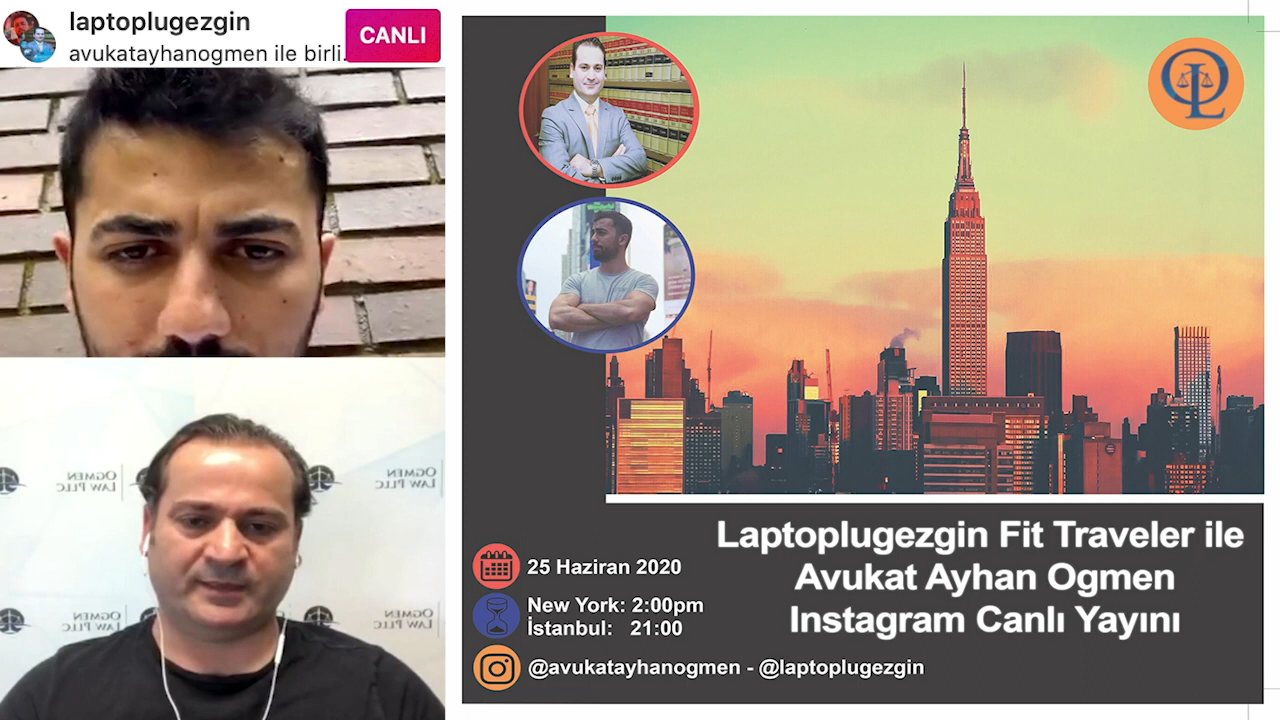 laptoplugezgin
avukatayhanogmen ile birli.
CANLI
OGMEN
LAW PLLC
OGMEN
LAW PLLC
OGMEN
LAW PLLC
OGMEN
LAW PLLC
OL
Laptoplugezgin Fit Traveler ile
Avukat Ayhan Ogmen
Instagram Canlı Yayını
25 Haziran 2020
New York: 2:00pm
İstanbul: 21:00
@avukatayhanogmen - @laptoplugezgin